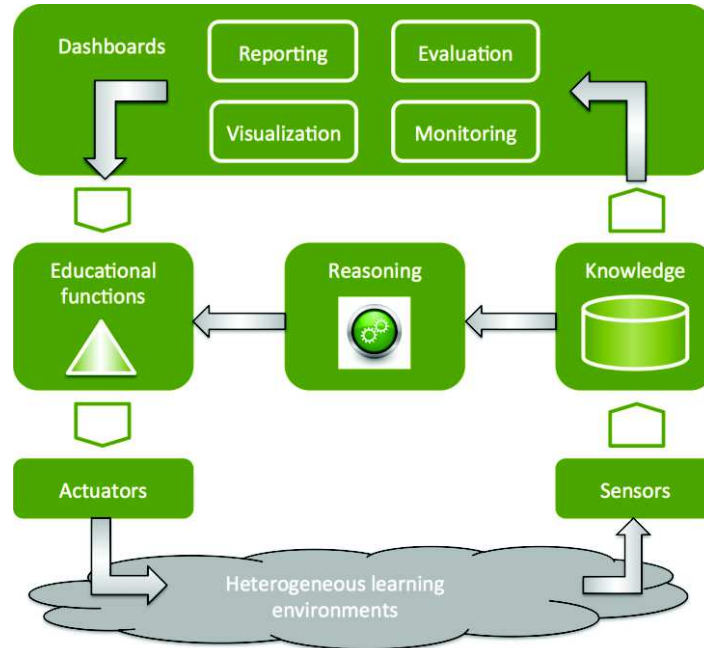 Dashboards
Reporting
Evaluation
Visualization
Monitoring
Educational
functions
Reasoning
Knowledge
Actuators
Sensors
Heterogeneous learning
environments